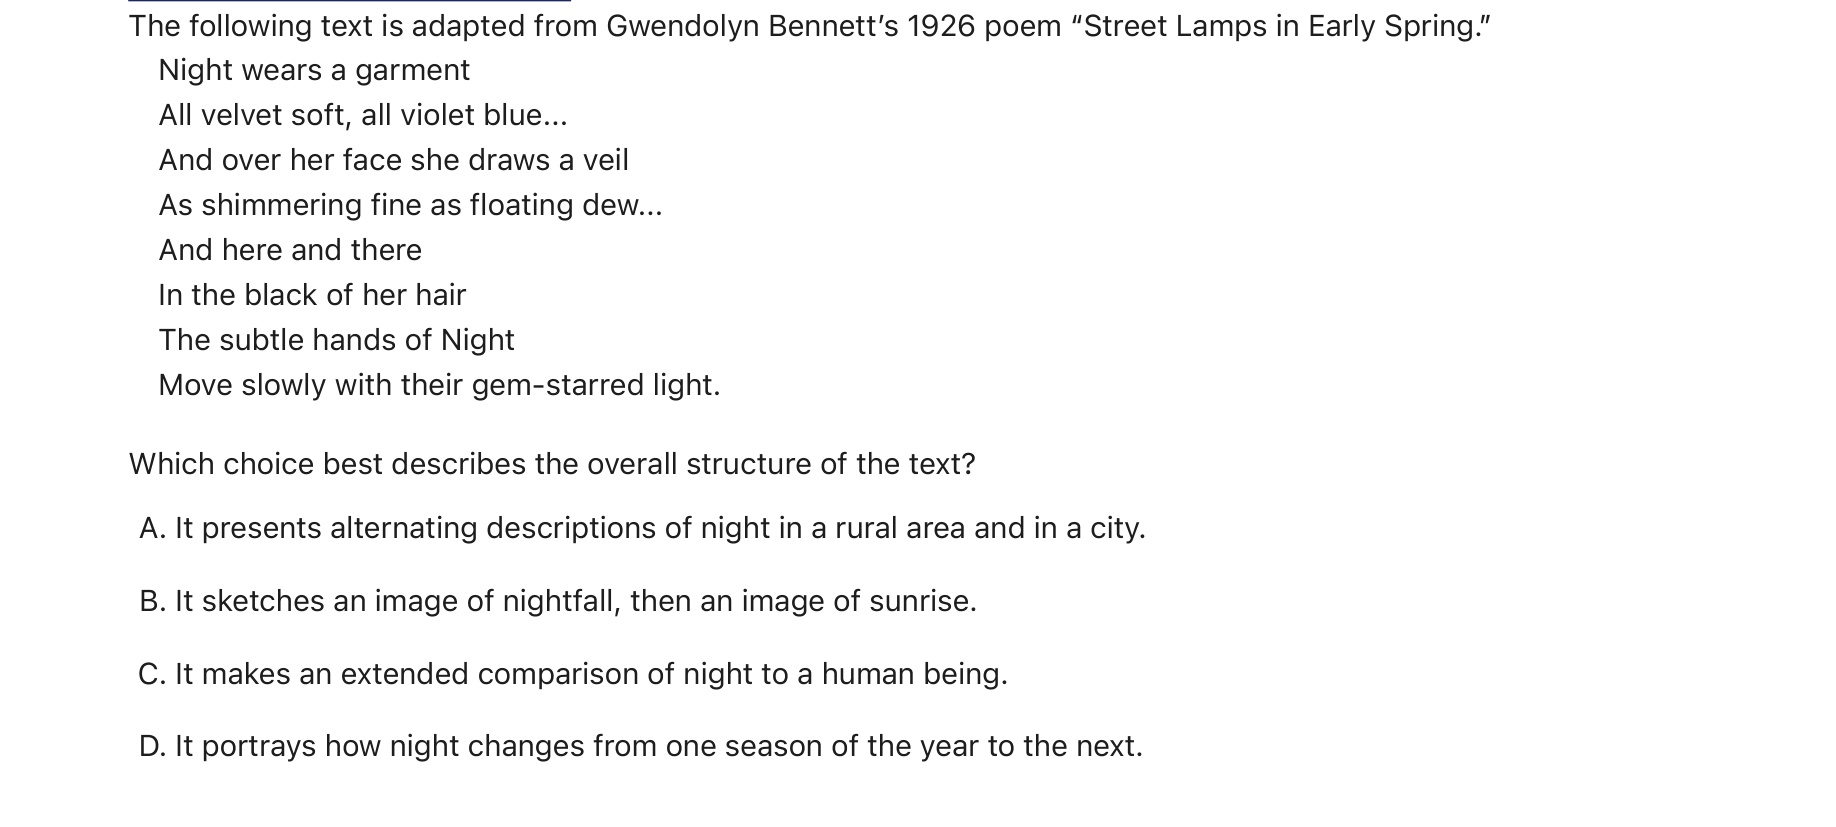 The following text is adapted from Gwendolyn Bennett’s 1926 poem “Street Lamps in Early Spring.”
Night wears a garment
All velvet soft, all violet blue...
And over her face she draws a veil
As shimmering fine as floating dew...
And here and there
In the black of her hair
The subtle hands of Night
Move slowly with their gem-starred light.
Which choice best describes the overall structure of the text?
A. It presents alternating descriptions of night in a rural area and in a city.
B. It sketches an image of nightfall, then an image of sunrise.
C. It makes an extended comparison of night to a human being.
D. It portrays how night changes from one season of the year to the next.